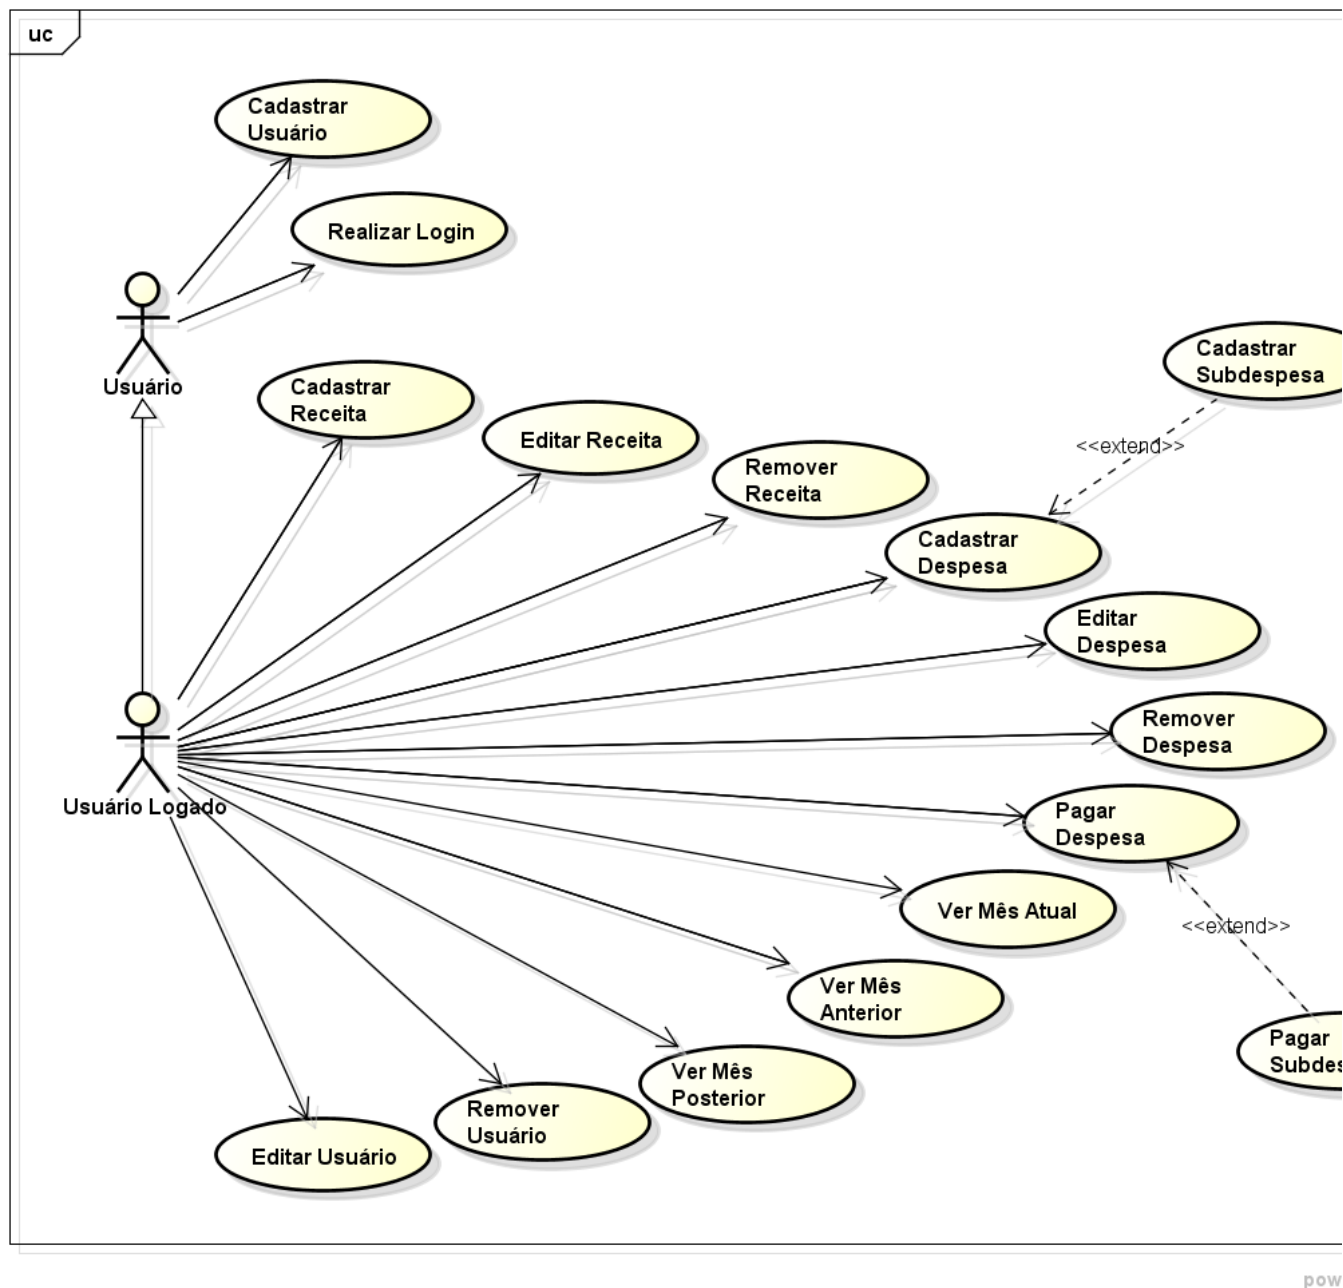 uc
Cadastrar
Usuário
Realizar Login
Usuário
Cadastrar
Receita
Editar Receita
Remover
Receita
Cadastrar
Subdespesa
<<extend>>
Cadastrar
Despesa
Editar
Despesa
Remover
Despesa
Usuário Logado
Pagar
Despesa
Ver Mês Atual
<<extend>>
Ver Mês
Anterior
Pagar
Subdes
Ver Mês
Posterior
Remover
Usuário
Editar Usuário
pow